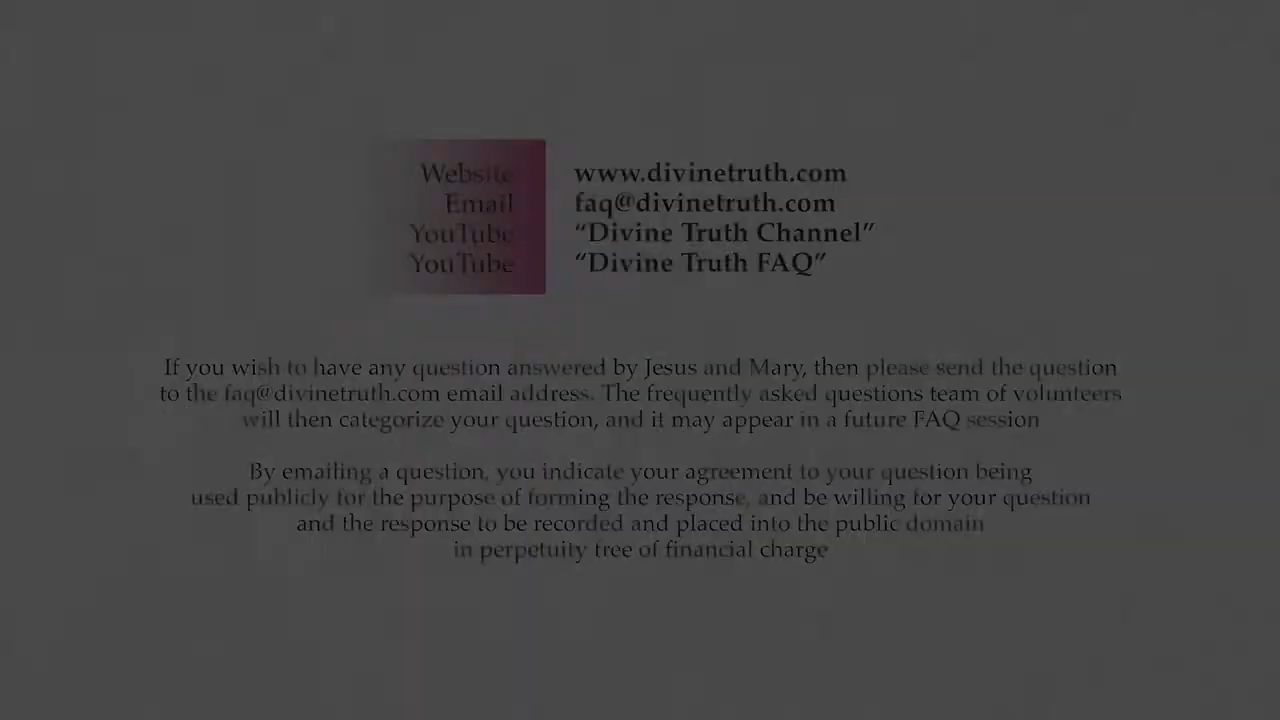 Website www.divinetruth.com
Email faq@divinetruth.com
YouTube “Divine Truth Channel”
YouTube “Divine Truth FAQ”
If you wish to have any question answered by Jesus and Mary, then please send the question
to the faq@divinetruth.com email address. The frequently asked questions team of volunteers
will then categorize your question, and it may appear in a future FAQ session
By emailing a question, you indicate your agreement to your question being
used publicly for the purpose of forming the response, and be willing for your question
and the response to be recorded and placed into the public domain
in perpetuity free of financial charge